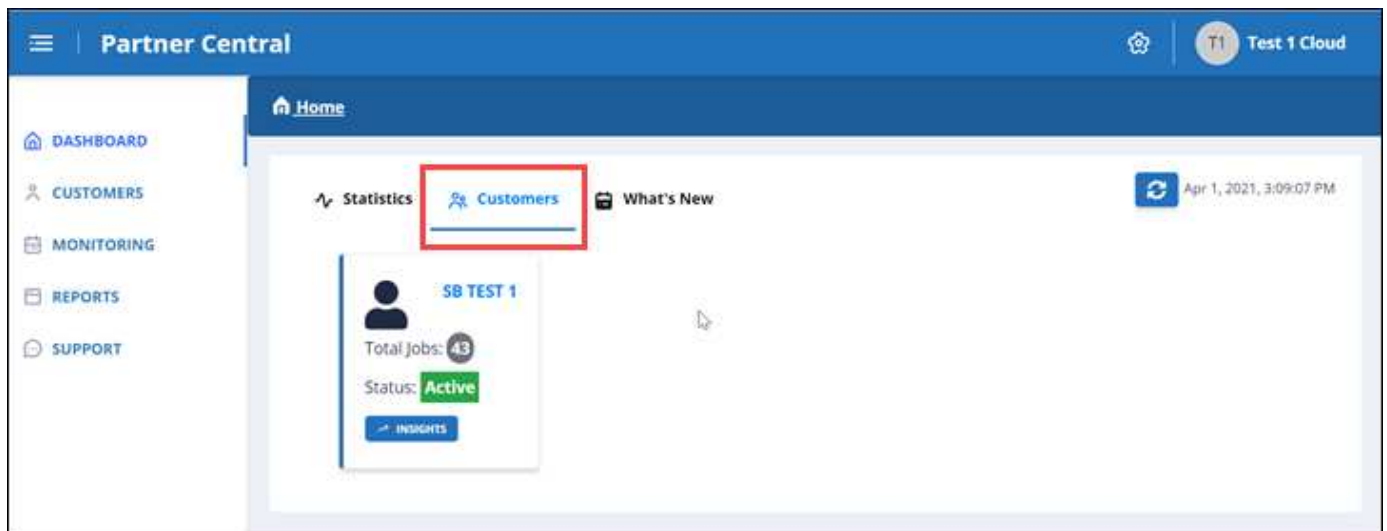 Partner Central
T1 Test 1 Cloud
Home
DASHBOARD
CUSTOMERS
MONITORING
REPORTS
SUPPORT
Statistics Customers What's New
Apr 1, 2021, 3:09:07 PM
SB TEST 1
Total Jobs: 43
Status: Active
INSIGHTS